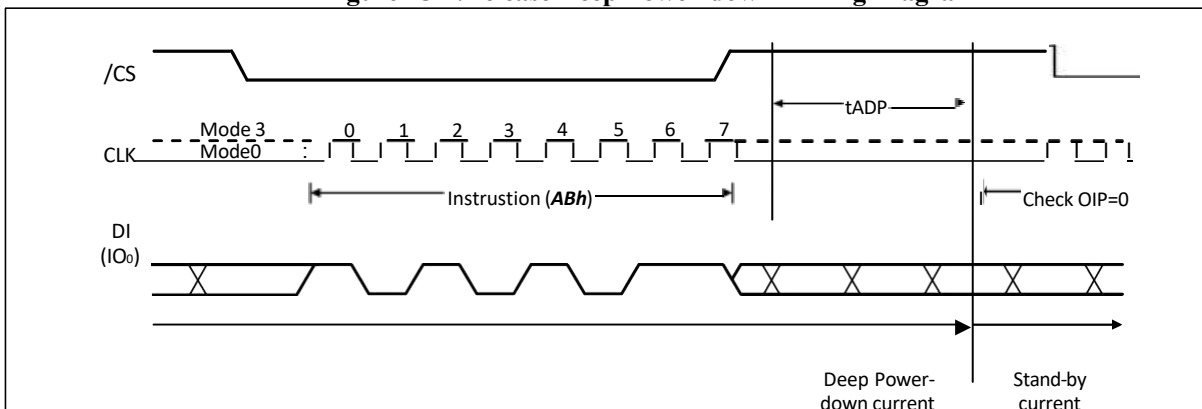 /CS
tADP
Mode 3 0 1 2 3 4 5 6 7
CLK Mode0
Instrustion (ABh)
Check OIP=0
DI
(IO₀)
Deep Power-
down current
Stand-by
current